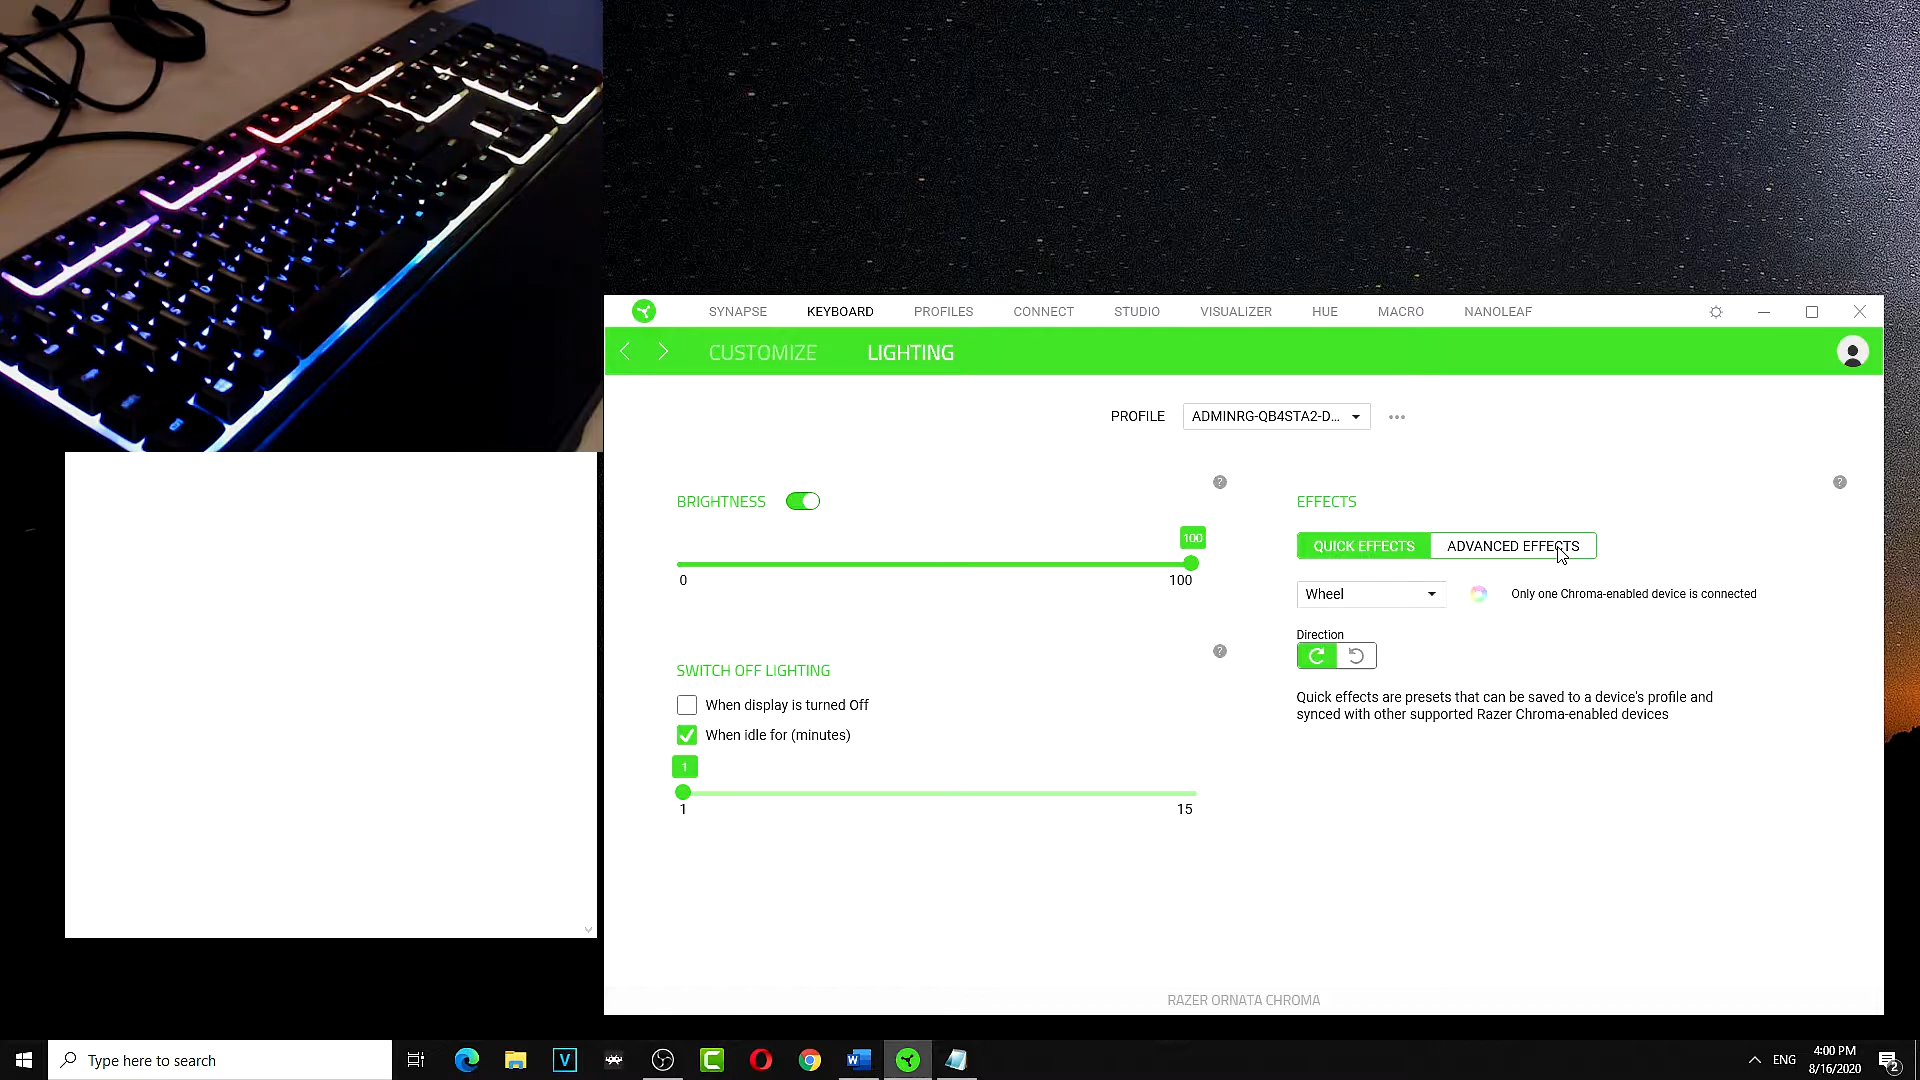 SYNAPSE KEYBOARD PROFILES CONNECT STUDIO VISUALIZER HUE MACRO NANOLEAF
CUSTOMIZE LIGHTING
PROFILE ADMINRG-QB4STA2-D...
BRIGHTNESS
100
0 100
SWITCH OFF LIGHTING
When display is turned Off
When idle for (minutes)
1
1 15
EFFECTS
QUICK EFFECTS ADVANCED EFFECTS
Wheel Only one Chroma-enabled device is connected
Direction
Quick effects are presets that can be saved to a device's profile and
synced with other supported Razer Chroma-enabled devices
RAZER ORNATA CHROMA
Type here to search
ENG
4:00 PM
8/16/2020
2